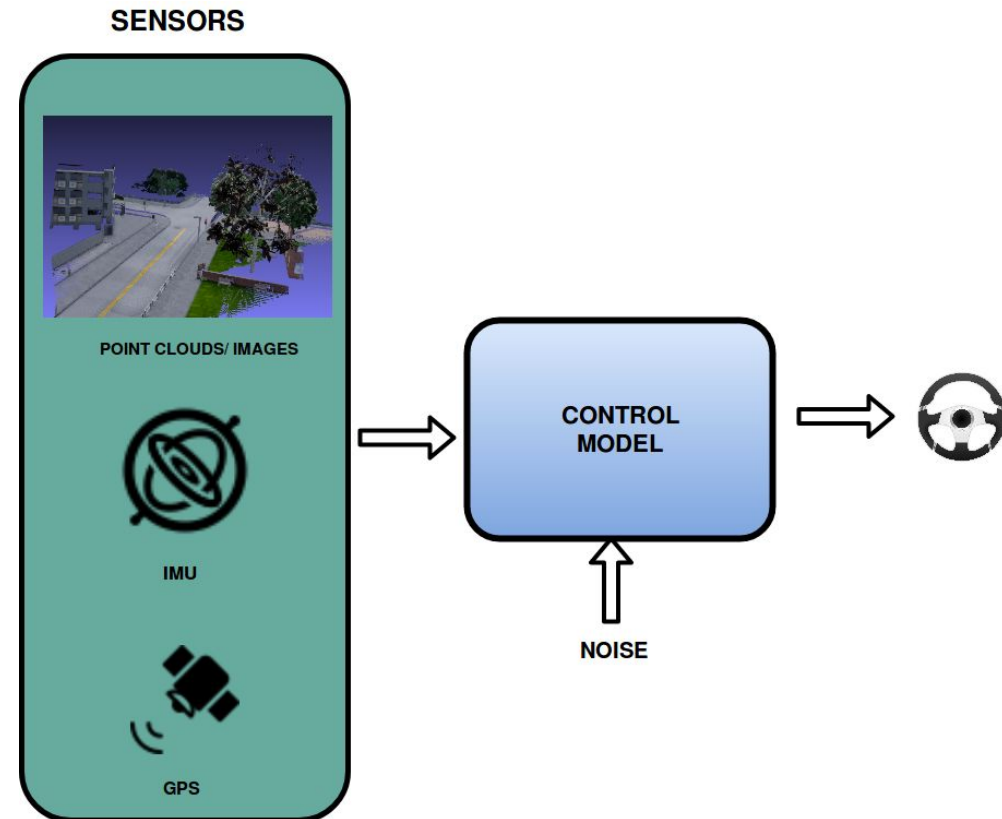 SENSORS
POINT CLOUDS/ IMAGES
CONTROL
MODEL
IMU
NOISE
GPS